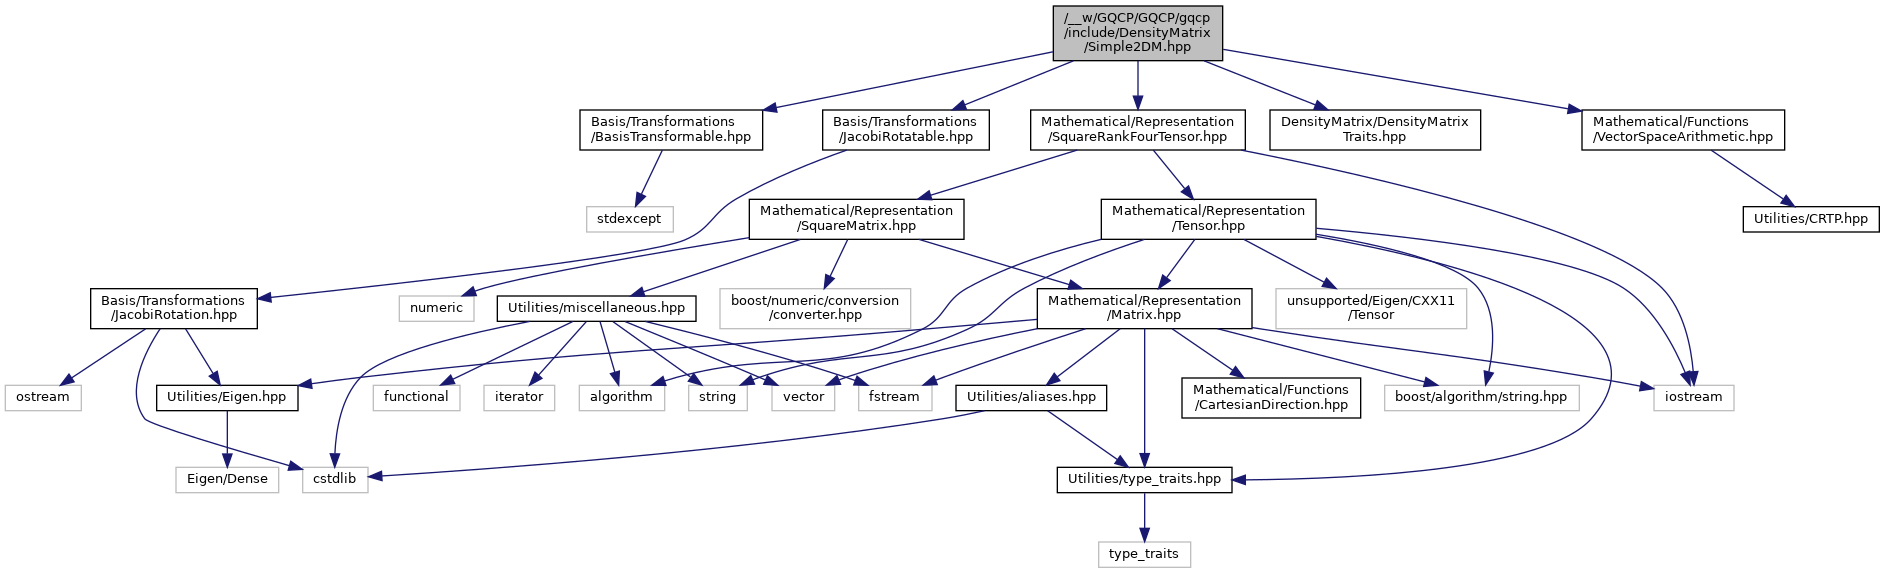 /__w/GQCP/GQCP/gqcp
/include/DensityMatrix
/Simple2DM.hpp
Basis/Transformations
/BasisTransformable.hpp
Basis/Transformations
/JacobiRotatable.hpp
Mathematical/Representation
/SquareRankFourTensor.hpp
DensityMatrix/DensityMatrix
Traits.hpp
Mathematical/Functions
/VectorSpaceArithmetic.hpp
stdexcept
Mathematical/Representation
/SquareMatrix.hpp
Mathematical/Representation
/Tensor.hpp
Utilities/CRTP.hpp
Basis/Transformations
/JacobiRotation.hpp
numeric
Utilities/miscellaneous.hpp
boost/numeric/conversion
/converter.hpp
Mathematical/Representation
/Matrix.hpp
unsupported/Eigen/CXX11
/Tensor
ostream
Utilities/Eigen.hpp
functional
iterator
algorithm
string
vector
fstream
Utilities/aliases.hpp
Mathematical/Functions
/CartesianDirection.hpp
boost/algorithm/string.hpp
iostream
Eigen/Dense
cstdlib
Utilities/type_traits.hpp
type_traits